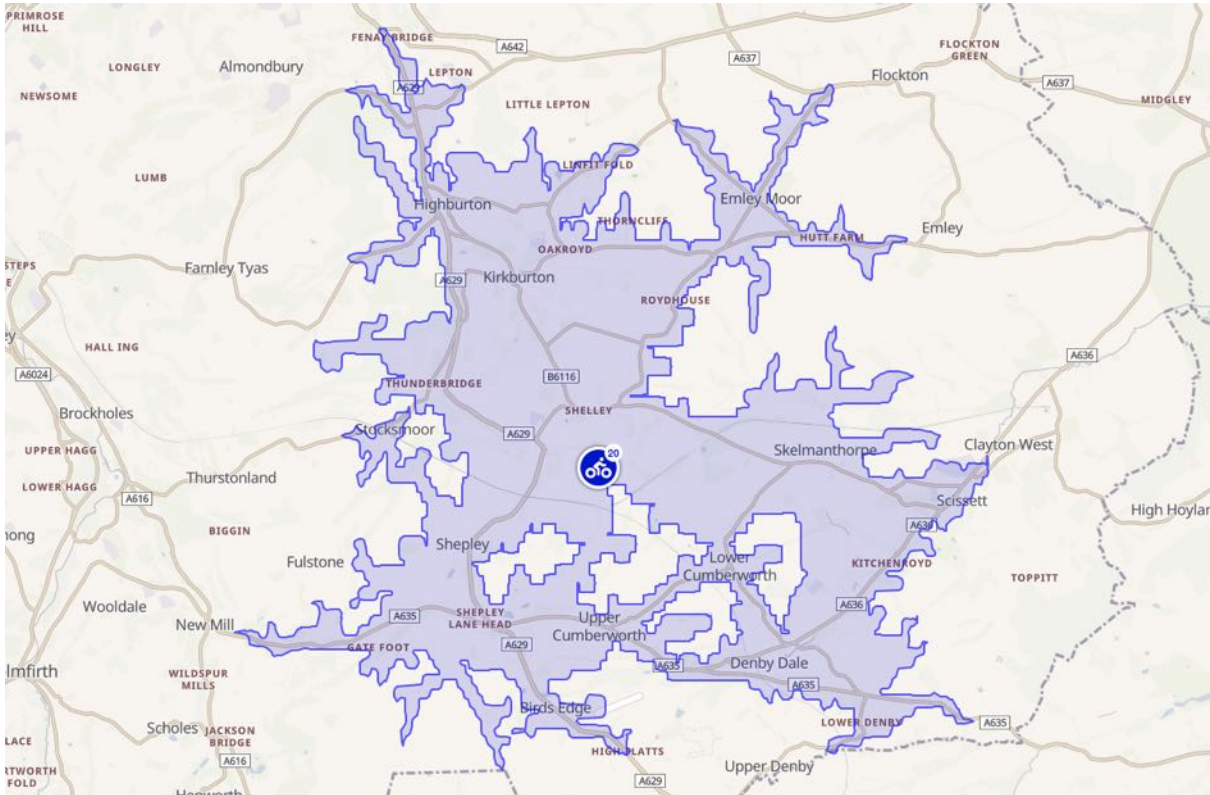 PRIMROSE
HILL
FENAY BRIDGE
A642
FLOCKTON
GREEN
LONGLEY
Almondbury
LEPTON
A637
Flockton
A637
NEWSOME
A629
LITTLE LEPTON
MIDGLEY
LUMB
LINFIT FOLD
Highburton
Emley Moor
THORNCLIFF
Emley
OAKROYD
HUTT FARM
STEPS
Farnley Tyas
A629
Kirkburton
ROYDHOUSE
HALL ING
A636
A6024
THUNDERBRIDGE
B6116
Brockholes
SHELLEY
Stocksmoor
A629
UPPER HAGG
Skelmanthorpe
Clayton West
20
Thurstonland
LOWER HAGG
A616
Scissett
High Hoylan
BIGGIN
A636
Shepley
Fulstone
Lower
Cumberworth
KITCHENROYD
TOPPITT
Wooldale
A636
New Mill
A635
SHEPLEY
LANE HEAD
Upper
Cumberworth
GATE FOOT
A629
olmfirth
WILDSPUR
MILLS
A635
Denby Dale
A635
Birds Edge
Scholes
JACKSON
BRIDGE
LOWER DENBY
A635
HIGH FLATTS
A616
Upper Denby
RTWORTH
FOLD
A629